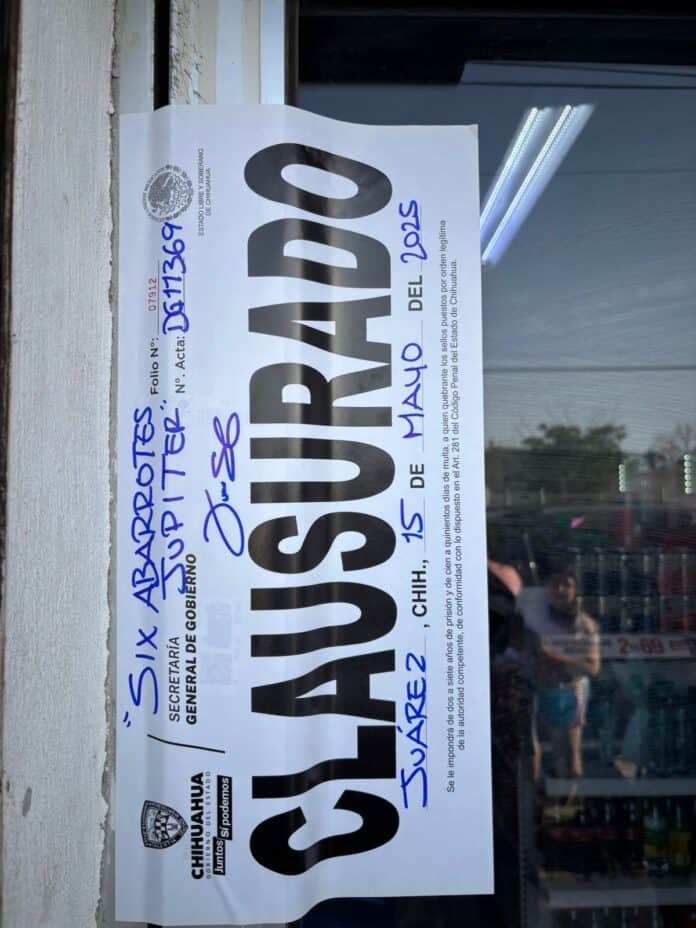 "SIX ABARROTES
JUPITER"
Folio N°: 07912
N°. Acta: DG11369
ESTADO LIBRE Y SOBERANO
DE CHIHUAHUA
CHIHUAHUA
GOBIERNO DEL ESTADO
Juntos Sí podemos
SECRETARÍA
GENERAL DE GOBIERNO
CLAUSURADO
JUÁREZ, CHIH., 15 DE MAYO DEL 2025
Se le impondrá de dos a siete años de prisión y de cien a quinientos días de multa, a quien quebrante los sellos puestos por orden legítima
de la autoridad competente, de conformidad con lo dispuesto en el Art. 281 del Código Penal del Estado de Chihuahua.